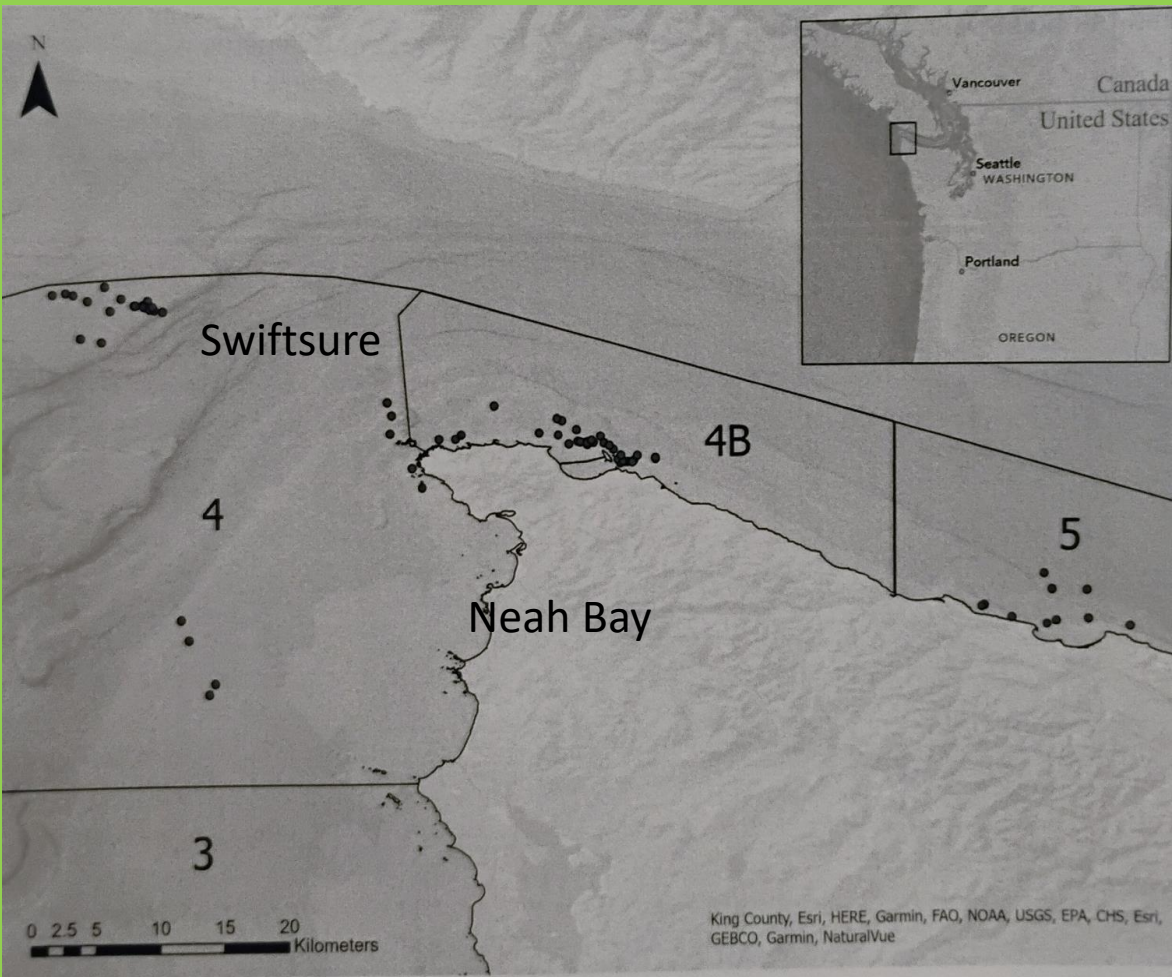 N
Vancouver
Canada
United States
Seattle
WASHINGTON
Portland
OREGON
Swiftsure
4B
4
5
Neah Bay
3
0 2.5 5 10 15 20
Kilometers
King County, Esri, HERE, Garmin, FAO, NOAA, USGS, EPA, CHS, Esri,
GEBCO, Garmin, NaturalVue